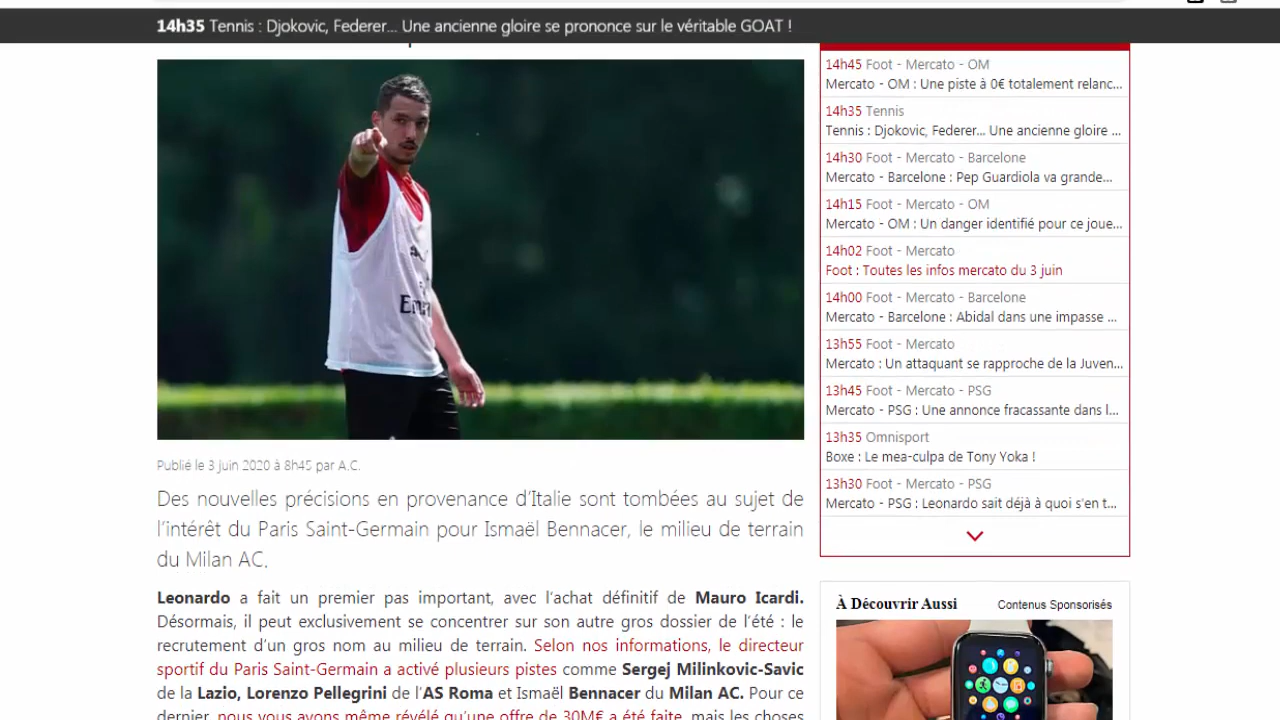 14h35 Tennis : Djokovic, Federer... Une ancienne gloire se prononce sur le véritable GOAT !
14h45 Foot - Mercato - OM
Mercato - OM : Une piste à 0€ totalement relanc...
14h35 Tennis
Tennis : Djokovic, Federer... Une ancienne gloire ...
14h30 Foot - Mercato - Barcelone
Mercato - Barcelone : Pep Guardiola va grande...
14h15 Foot - Mercato - OM
Mercato - OM : Un danger identifié pour ce joue...
14h02 Foot - Mercato
Foot : Toutes les infos mercato du 3 juin
14h00 Foot - Mercato - Barcelone
Mercato - Barcelone : Abidal dans une impasse ...
13h55 Foot - Mercato
Mercato : Un attaquant se rapproche de la Juven...
13h45 Foot - Mercato - PSG
Mercato - PSG : Une annonce fracassante dans l...
13h35 Omnisport
Boxe : Le mea-culpa de Tony Yoka !
13h30 Foot - Mercato - PSG
Mercato - PSG : Leonardo sait déjà à quoi s'en t...
Publié le 3 juin 2020 à 8h45 par A.C.
Des nouvelles précisions en provenance d'Italie sont tombées au sujet de
l'intérêt du Paris Saint-Germain pour Ismaël Bennacer, le milieu de terrain
du Milan AC.
Leonardo a fait un premier pas important, avec l'achat définitif de Mauro Icardi.
Désormais, il peut exclusivement se concentrer sur son autre gros dossier de l'été : le
recrutement d'un gros nom au milieu de terrain. Selon nos informations, le directeur
sportif du Paris Saint-Germain a activé plusieurs pistes comme Sergej Milinkovic-Savic
de la Lazio, Lorenzo Pellegrini de l'AS Roma et Ismaël Bennacer du Milan AC. Pour ce
dernier, nous vous avons même révélé qu'une offre de 30M€ a été faite, mais les choses
À Découvrir Aussi
Contenus Sponsorisés